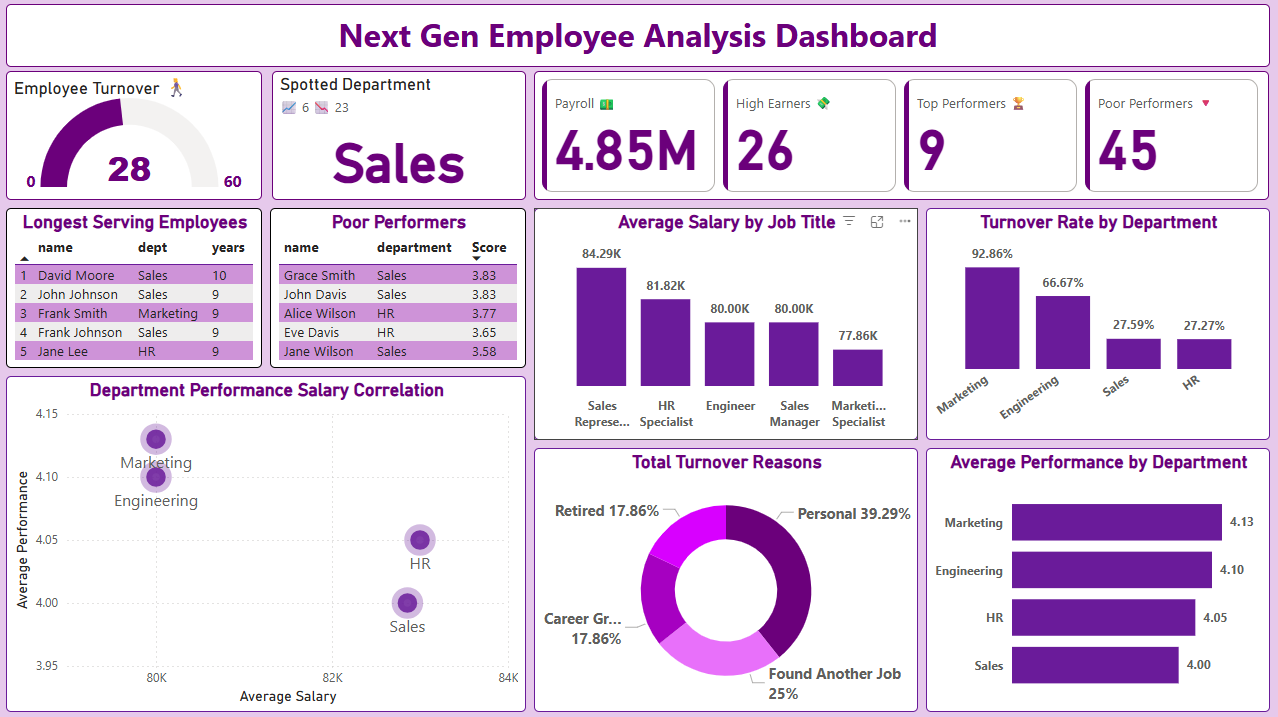 Next Gen Employee Analysis Dashboard
Employee Turnover
28
0
60
Spotted Department
6 23
Sales
Payroll
4.85M
High Earners
26
Top Performers
9
Poor Performers
45
Longest Serving Employees
name dept years
1 David Moore Sales 10
2 John Johnson Sales 9
3 Frank Smith Marketing 9
4 Frank Johnson Sales 9
5 Jane Lee HR 9
Poor Performers
name department Score
Grace Smith Sales 3.83
John Davis Sales 3.83
Alice Wilson HR 3.77
Eve Davis HR 3.65
Jane Wilson Sales 3.58
Average Salary by Job Title
84.29K
81.82K
80.00K
80.00K
77.86K
Sales
Represe...
HR
Specialist
Engineer
Sales
Manager
Marketi...
Specialist
Turnover Rate by Department
92.86%
66.67%
27.59%
27.27%
Marketing
Engineering
Sales
HR
Department Performance Salary Correlation
Average Performance
4.15
4.10
4.05
4.00
3.95
Marketing
Engineering
HR
Sales
80K
82K
84K
Average Salary
Total Turnover Reasons
Retired 17.86%
Personal 39.29%
Career Gr...
17.86%
Found Another Job
25%
Average Performance by Department
Marketing 4.13
Engineering 4.10
HR 4.05
Sales 4.00